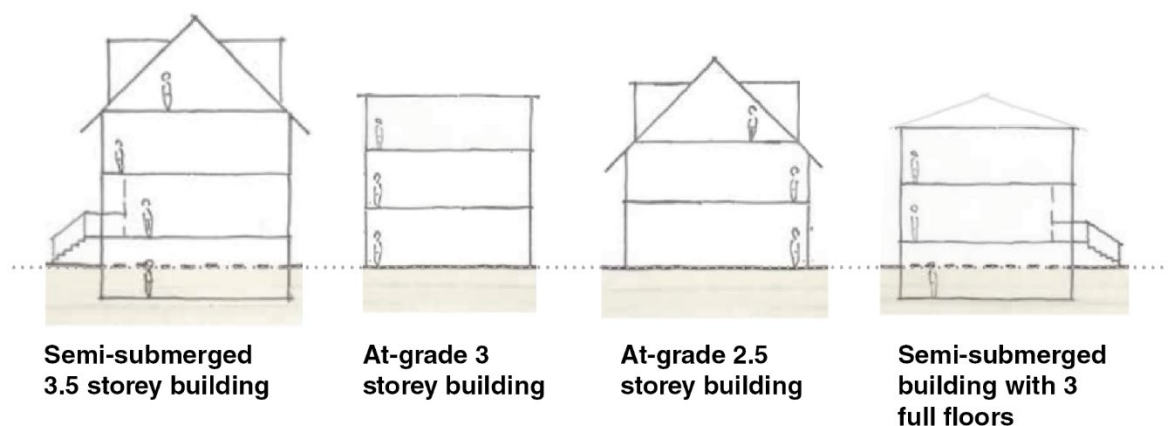 Semi-submerged
3.5 storey building
At-grade 3
storey building
At-grade 2.5
storey building
Semi-submerged
building with 3
full floors